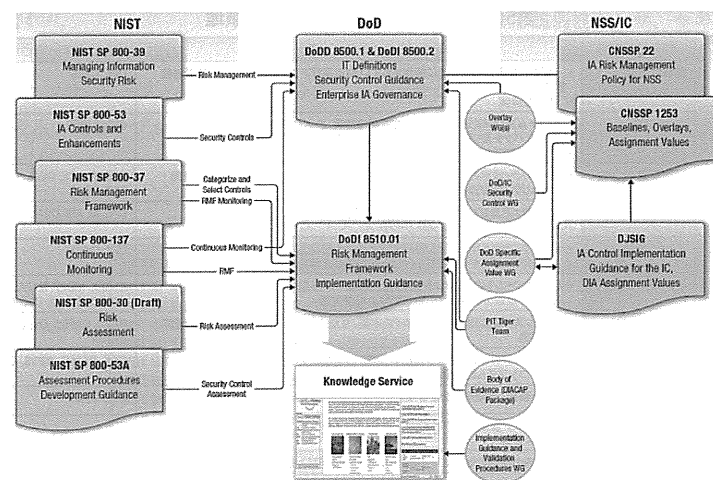 NIST
DoD
NSS/IC
NIST SP 800-39
Managing Information
Security Risk
Risk Management
NIST SP 800-53
IA Controls and
Enhancements
Security Controls
NIST SP 800-37
Risk Management
Framework
Categorize and
Select Controls
RMF Monitoring
NIST SP 800-137
Continuous
Monitoring
Continuous Monitoring
RMF
NIST SP 800-30 (Draft)
Risk
Assessment
Risk Assessment
NIST SP 800-53A
Assessment Procedures
Development Guidance
Security Control
Assessment
DoDD 8500.1 & DoDI 8500.2
IT Definitions
Security Control Guidance
Enterprise IA Governance
DoDI 8510.01
Risk Management
Framework
Implementation Guidance
Knowledge Service
Overlay
DoD/IC
Security
Control WG
DoD Specific
Assignment
Value WG
PIT Tiger
Team
Body of
Evidence (DIACAP
Package)
Implementation
Guidance and
Validation
Procedures WG
CNSSP 22
IA Risk Management
Policy for NSS
CNSSP 1253
Baselines, Overlays,
Assignment Values
DJSIG
IA Control Implementation
Guidance for the IC,
DIA Assignment Values